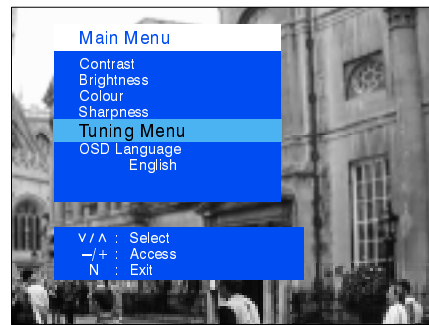 Main Menu
Contrast
Brightness
Colour
Sharpness
Tuning Menu
OSD Language
English
∨/∧ : Select
–/+ : Access
N : Exit